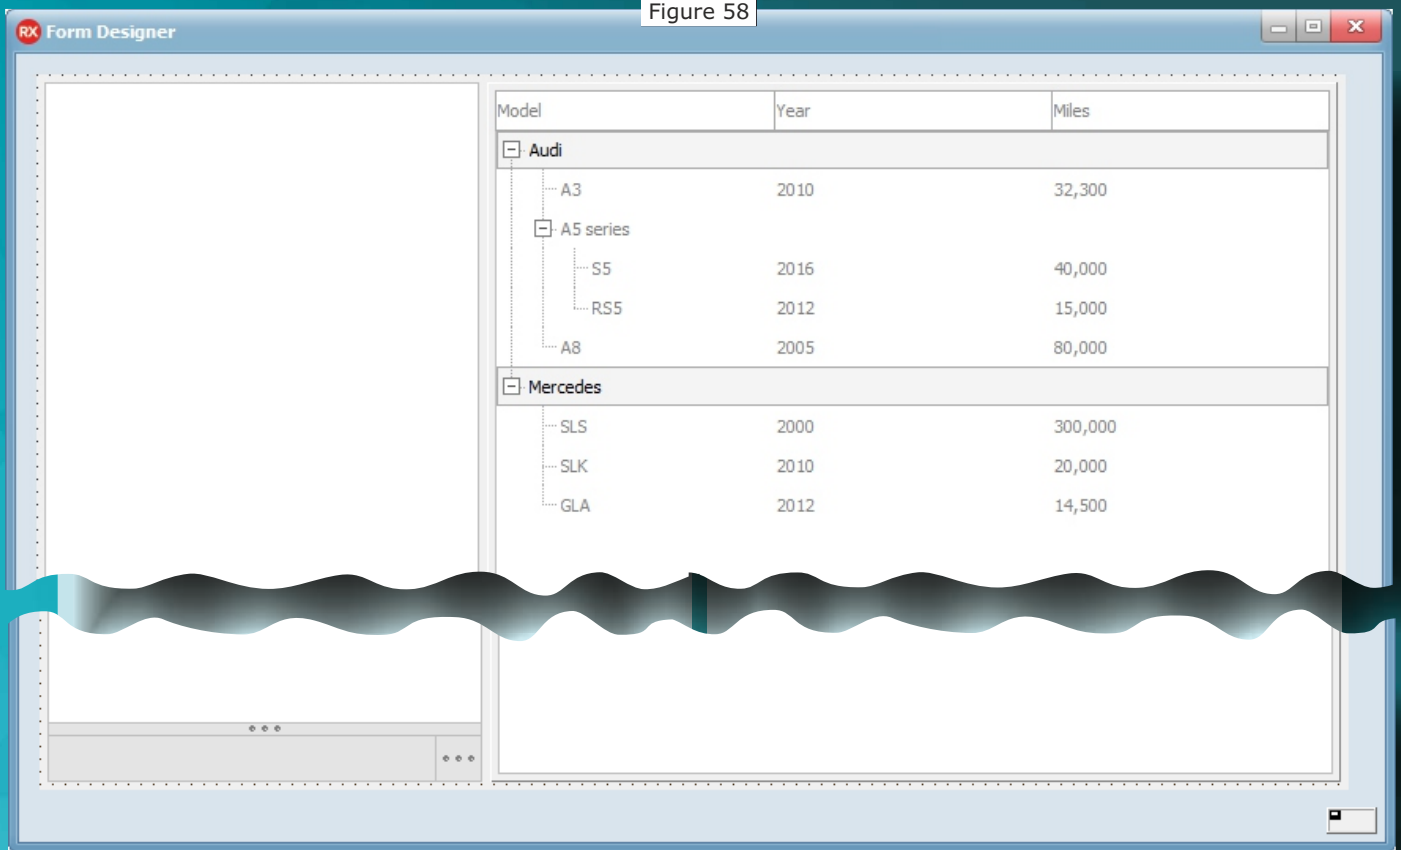 Figure 58
RX Form Designer
Model Year Miles
Audi
A3 2010 32,300
A5 series
S5 2016 40,000
RS5 2012 15,000
A8 2005 80,000
Mercedes
SLS 2000 300,000
SLK 2010 20,000
GLA 2012 14,500